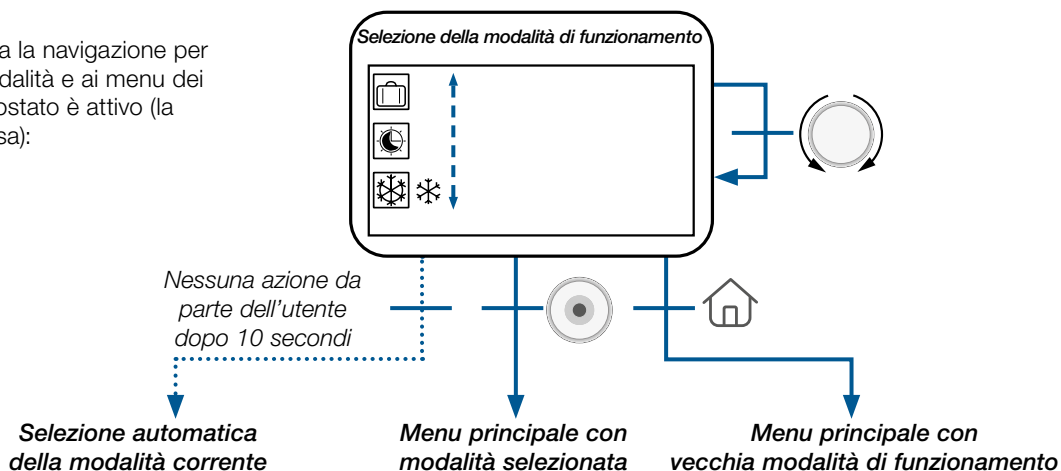 Selezione della modalità di funzionamento
a la navigazione per
dalità e ai menu dei
ostato è attivo (la
sa):
Nessuna azione da
parte dell'utente
dopo 10 secondi
Selezione automatica
della modalità corrente
Menu principale con
modalità selezionata
Menu principale con
vecchia modalità di funzionamento